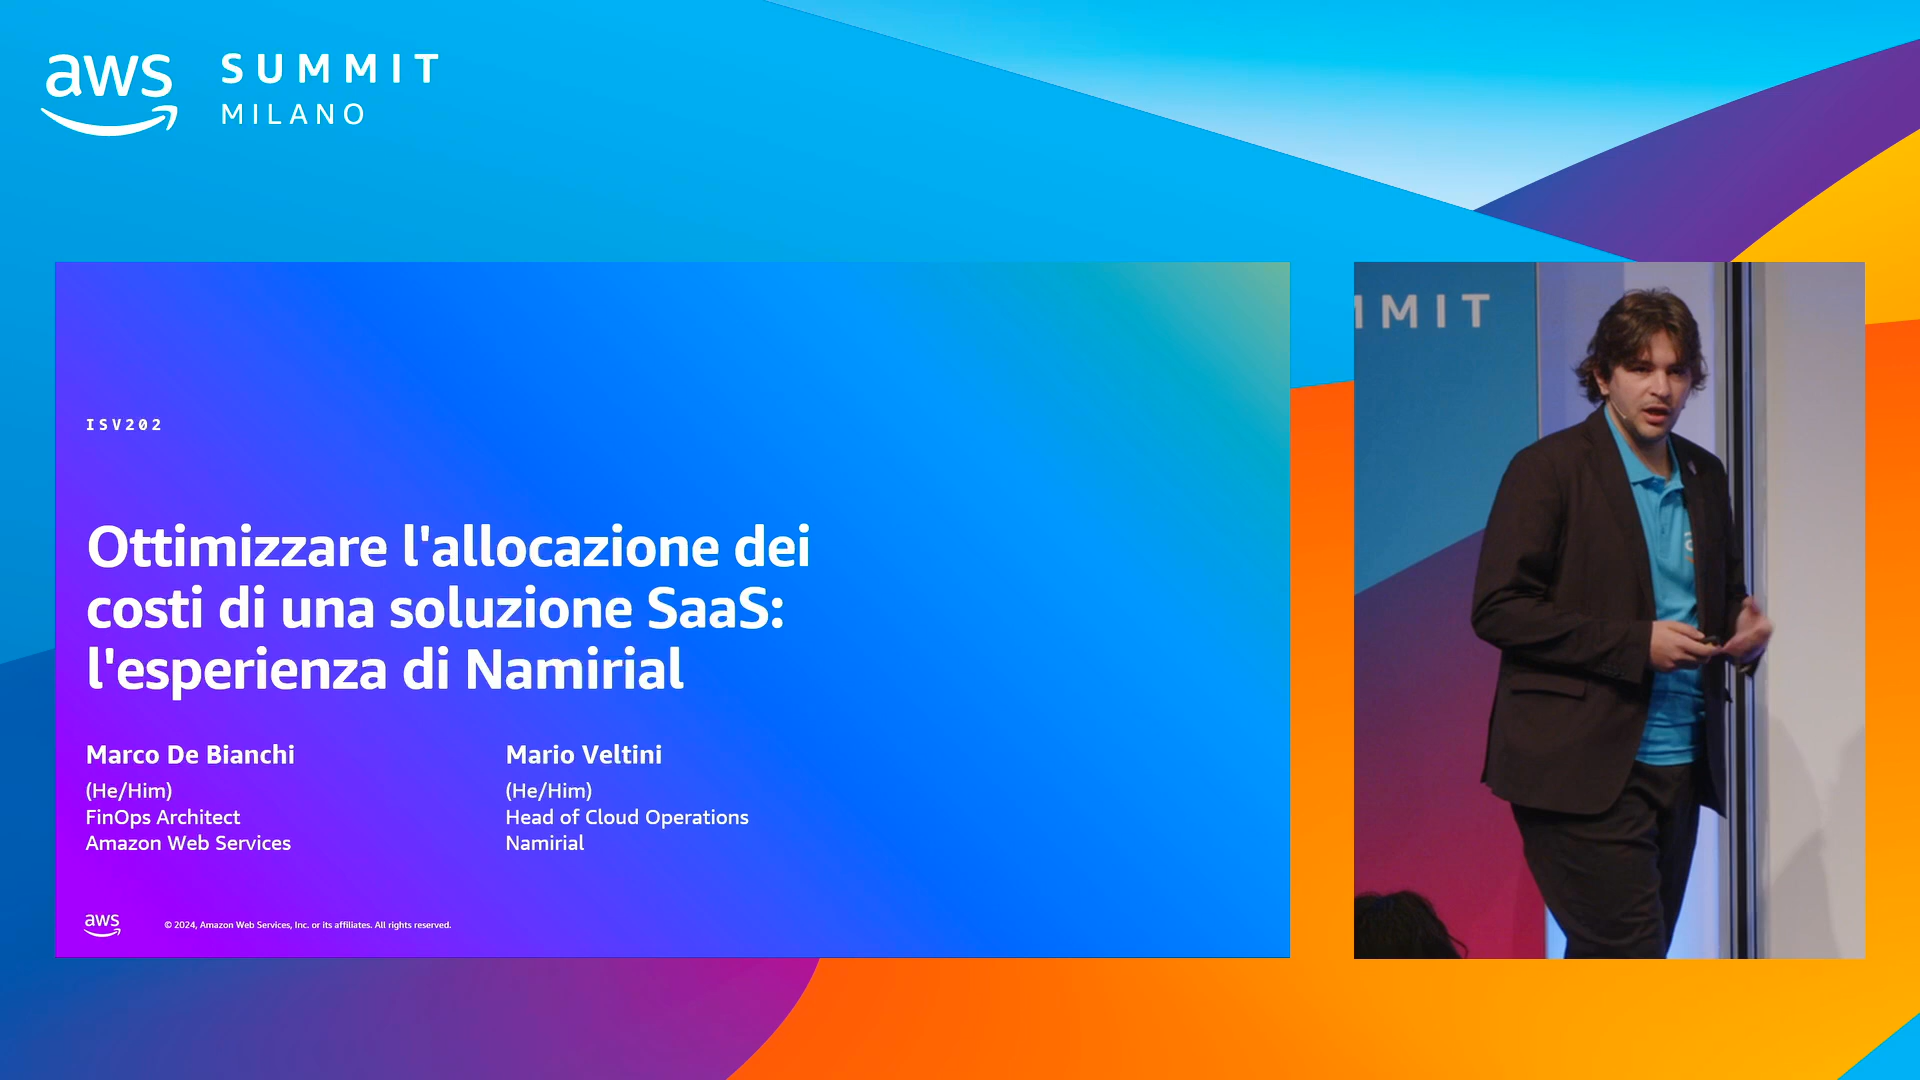 aws
SUMMIT
MILANO
MMIT
ISV202
Ottimizzare l'allocazione dei
costi di una soluzione SaaS:
l'esperienza di Namirial
Marco De Bianchi
(He/Him)
FinOps Architect
Amazon Web Services
Mario Veltini
(He/Him)
Head of Cloud Operations
Namirial
aws
© 2024, Amazon Web Services, Inc. or its affiliates. All rights reserved.